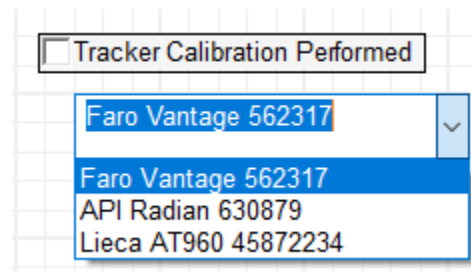 Tracker Calibration Performed
Faro Vantage 562317
Faro Vantage 562317
API Radian 630879
Lieca AT960 45872234